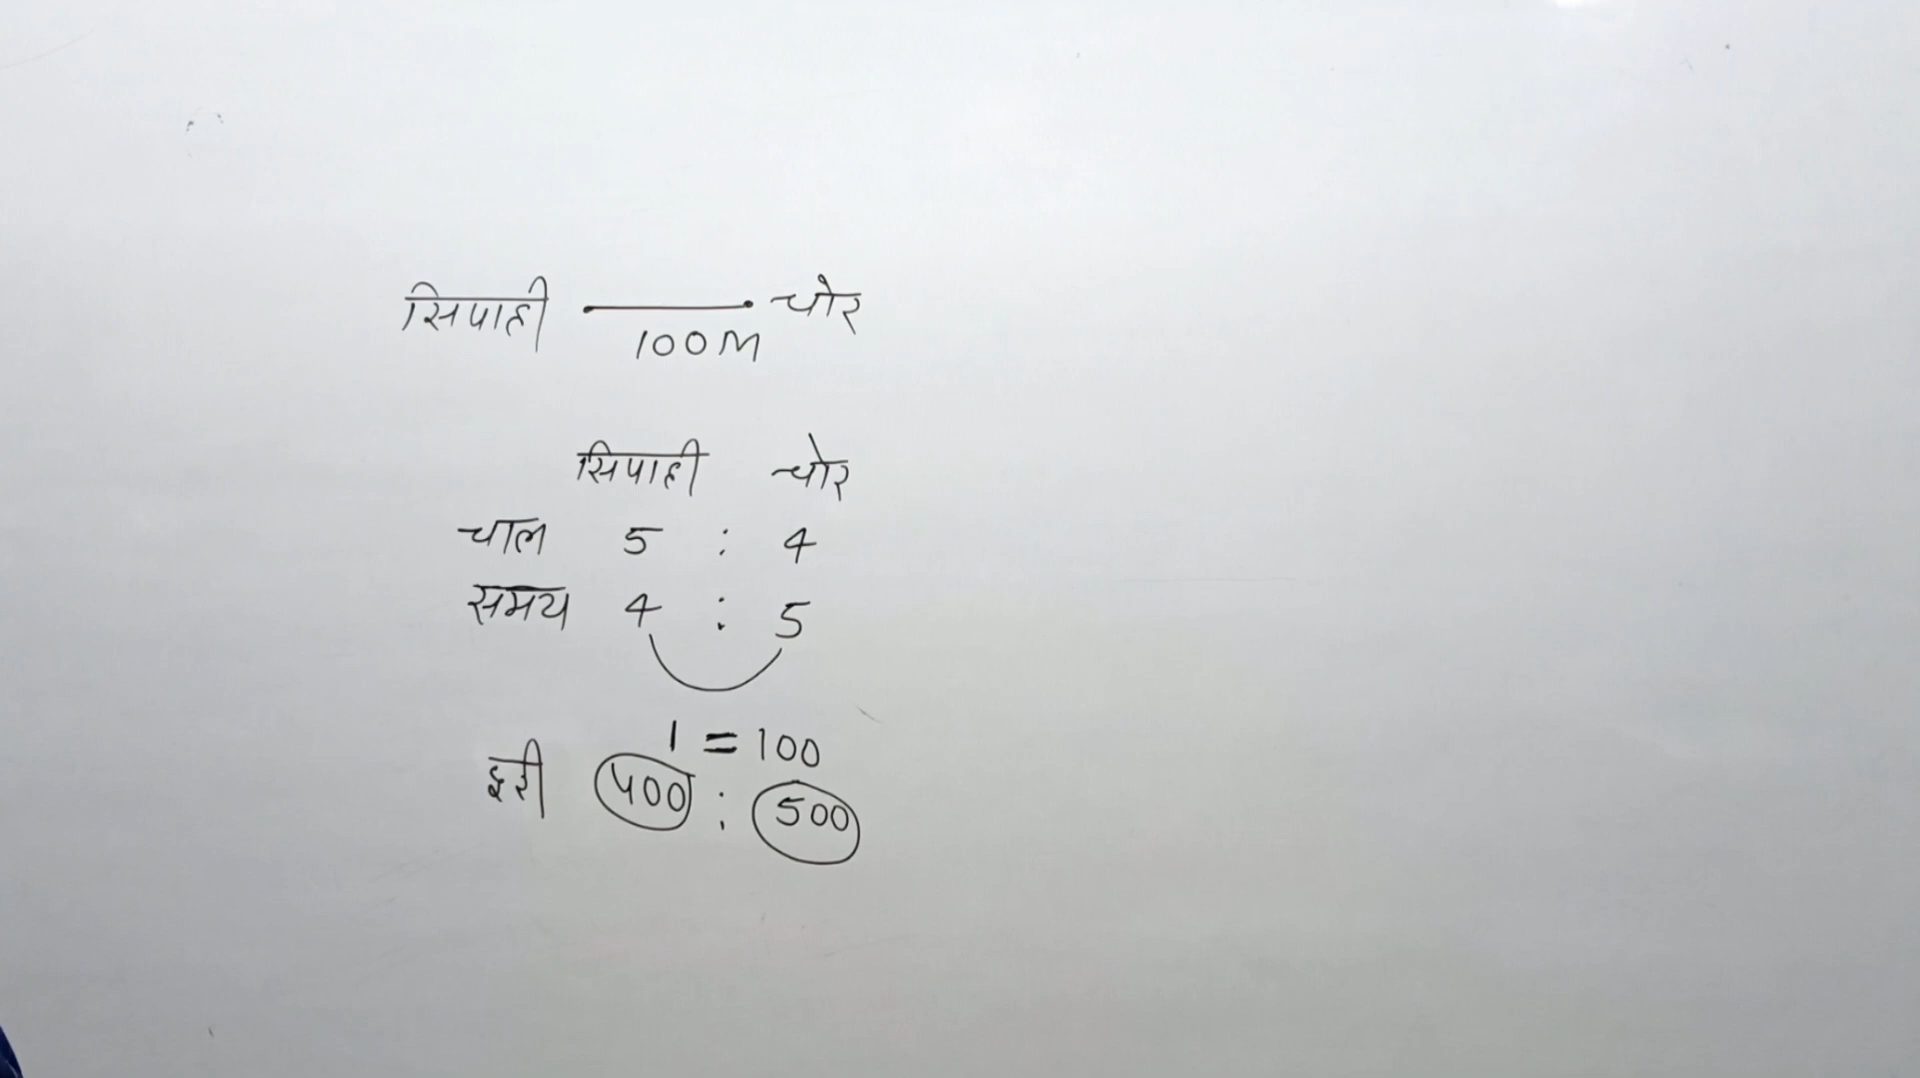 सिपाही चोर
100M
सिपाही चोर
चाल 5 : 4
समय 4 : 5
1 = 100
दूरी 400 : 500